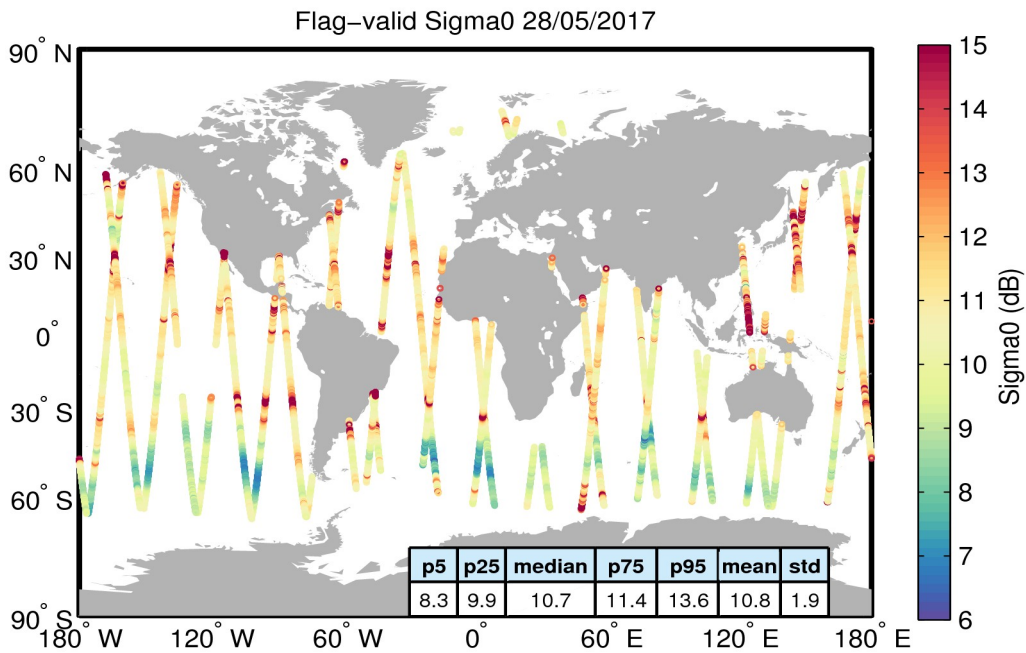 Flag-valid Sigma0 28/05/2017
90° N
60° N
30° N
0°
30° S
60° S
90° S
180° W
120° W
60° W
0°
60° E
120° E
180° E
p5 p25 median p75 p95 mean std
8.3 9.9 10.7 11.4 13.6 10.8 1.9
15
14
13
12
11
10
9
8
7
6
Sigma0 (dB)